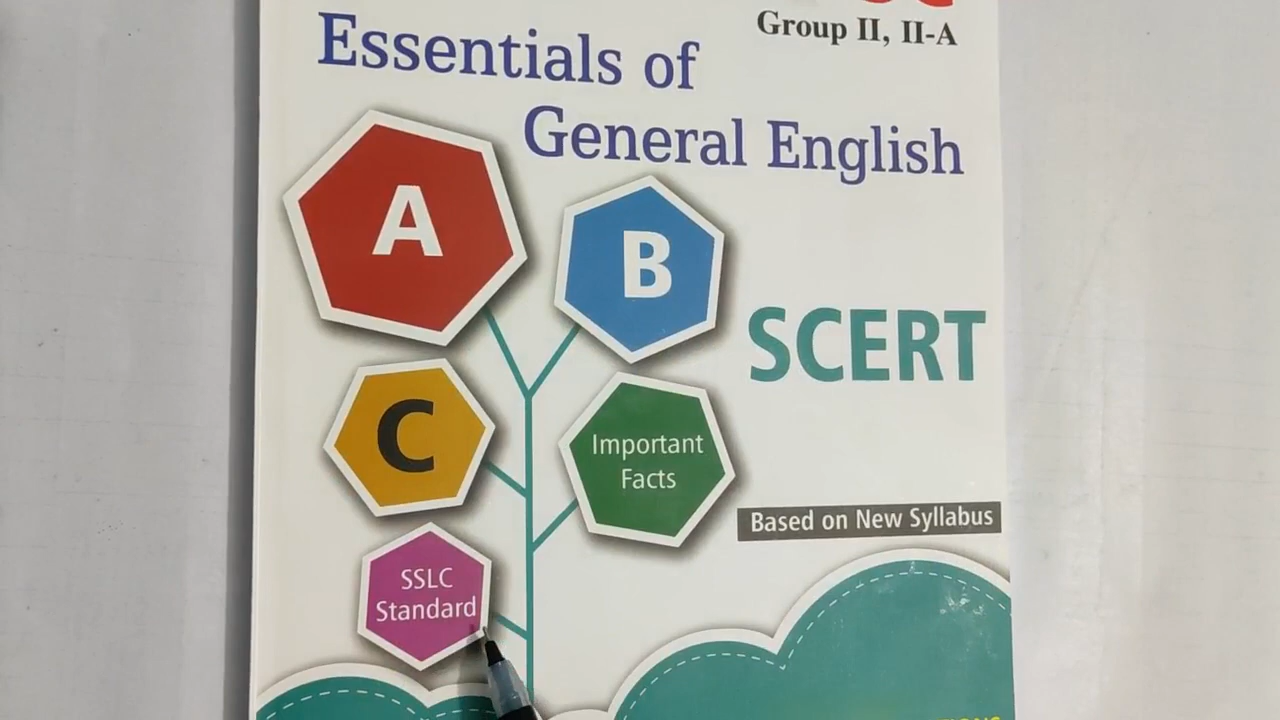 Group II, II-A
Essentials of
General English
A
B
SCERT
C
Important
Facts
Based on New Syllabus
SSLC
Standard